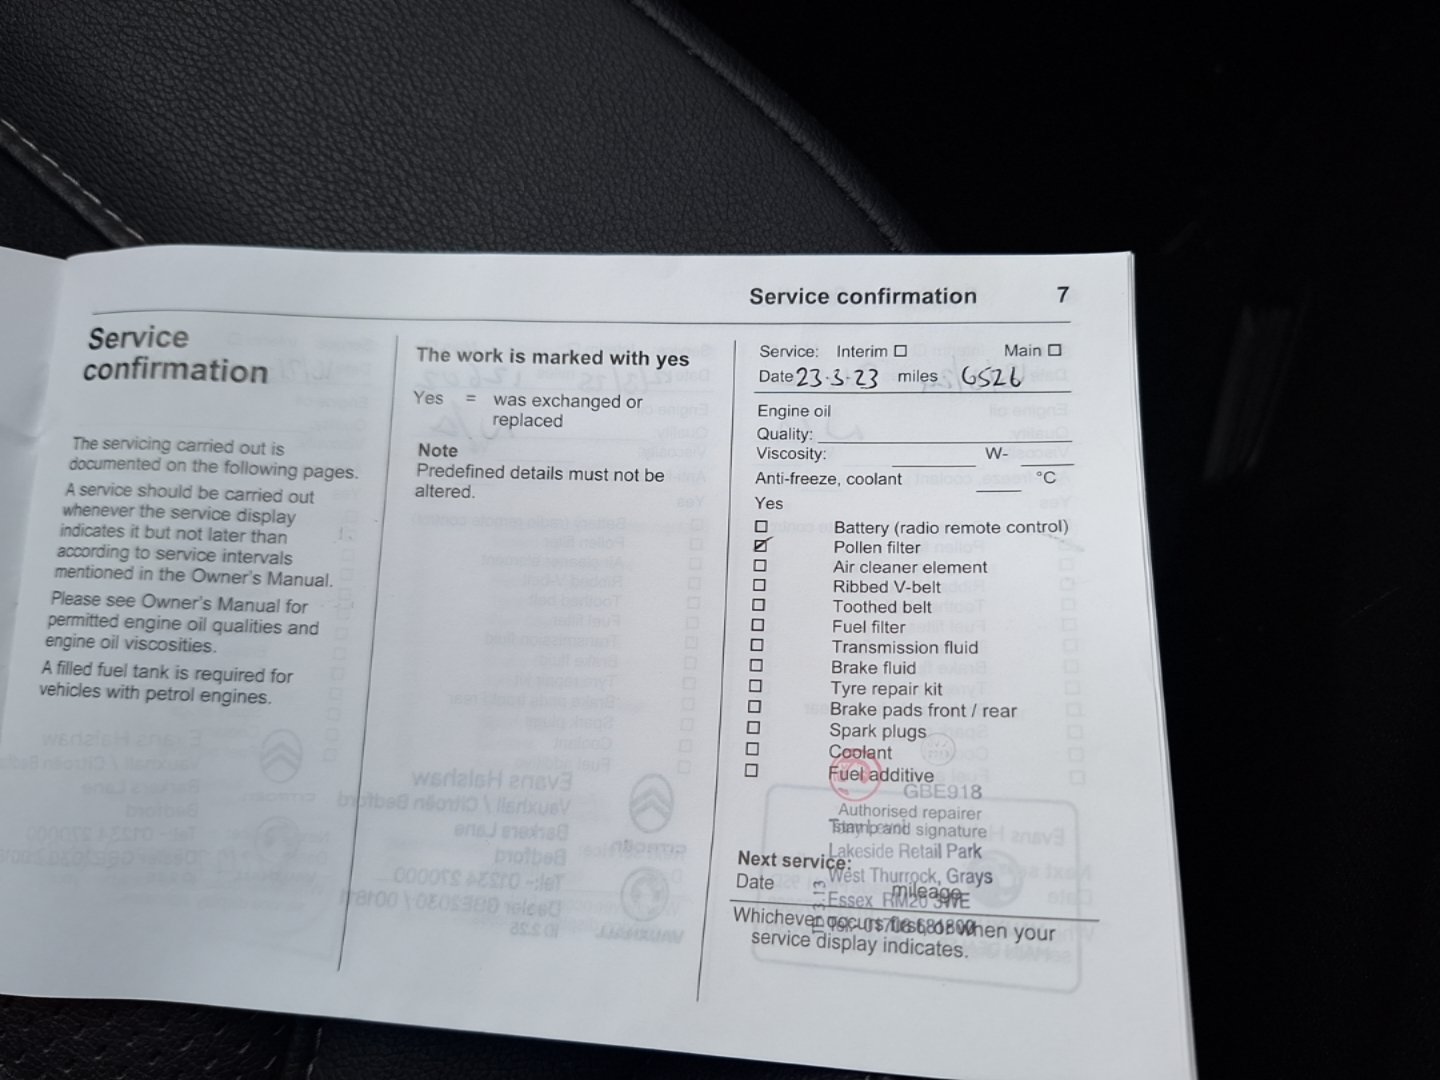 Service confirmation 7
Service
confirmation
The servicing carried out is
documented on the following pages.
A service should be carried out
whenever the service display
indicates it but not later than
according to service intervals
mentioned in the Owner's Manual.
Please see Owner's Manual for
permitted engine oil qualities and
engine oil viscosities.
A filled fuel tank is required for
vehicles with petrol engines.
The work is marked with yes
Yes = was exchanged or
replaced
Note
Predefined details must not be
altered.
Service: Interim ☐ Main ☐
Date 23.3.23 miles 6526
Engine oil
Quality:
Viscosity: W-
Anti-freeze, coolant °C
Yes
☐ Battery (radio remote control)
☑ Pollen filter
☐ Air cleaner element
☐ Ribbed V-belt
☐ Toothed belt
☐ Fuel filter
☐ Transmission fluid
☐ Brake fluid
☐ Tyre repair kit
☐ Brake pads front / rear
☐ Spark plugs
☐ Coolant
☐ Fuel additive
GBE918
Authorised repairer
Stamp and signature
Lakeside Retail Park
Next service:
West Thurrock, Grays
Date mileage
Essex RM20
Whichever occurs first, or when your
service display indicates.